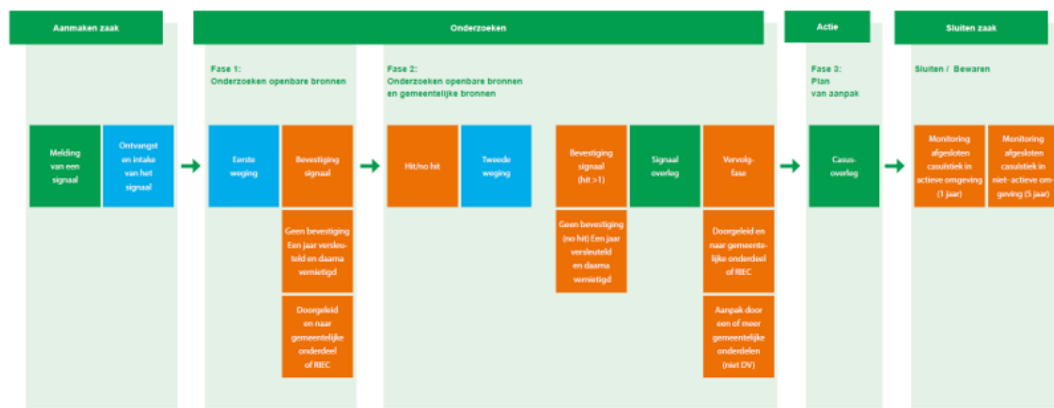 Aanmaken zaak
Onderzoeken
Actie
Sluiten zaak
Fase 1:
Onderzoeken openbare bronnen
Fase 2:
Onderzoeken openbare bronnen
en gemeentelijke bronnen
Fase 3:
Plan
van aanpak
Sluiten / Bewaren
Melding
van een
signaal
Ontvangst
en intake
van het
signaal
Eerste
weging
Bevestiging
signaal
Hit/no hit
Tweede
weging
Bevestiging
signaal
(hit >1)
Signaal
overleg
Vervolg-
fase
Casus-
overleg
Monitoring
afgesloten
casuïstiek in
actieve omgeving
(1 jaar)
Monitoring
afgesloten
casuïstiek in
niet- actieve om-
geving (5 jaar)
Geen bevestiging
Een jaar versleu-
teld en daarna
vernietigd
Geen bevestiging
(no hit) Een jaar
versleuteld
en daarna
vernietigd
Doorgeleid en
naar gemeente-
lijke onderdeel
of RIEC
Doorgeleid
en naar
gemeentelijke
onderdeel
of RIEC
Aanpak door
een of meer
gemeentelijke
onderdelen
(niet DV)